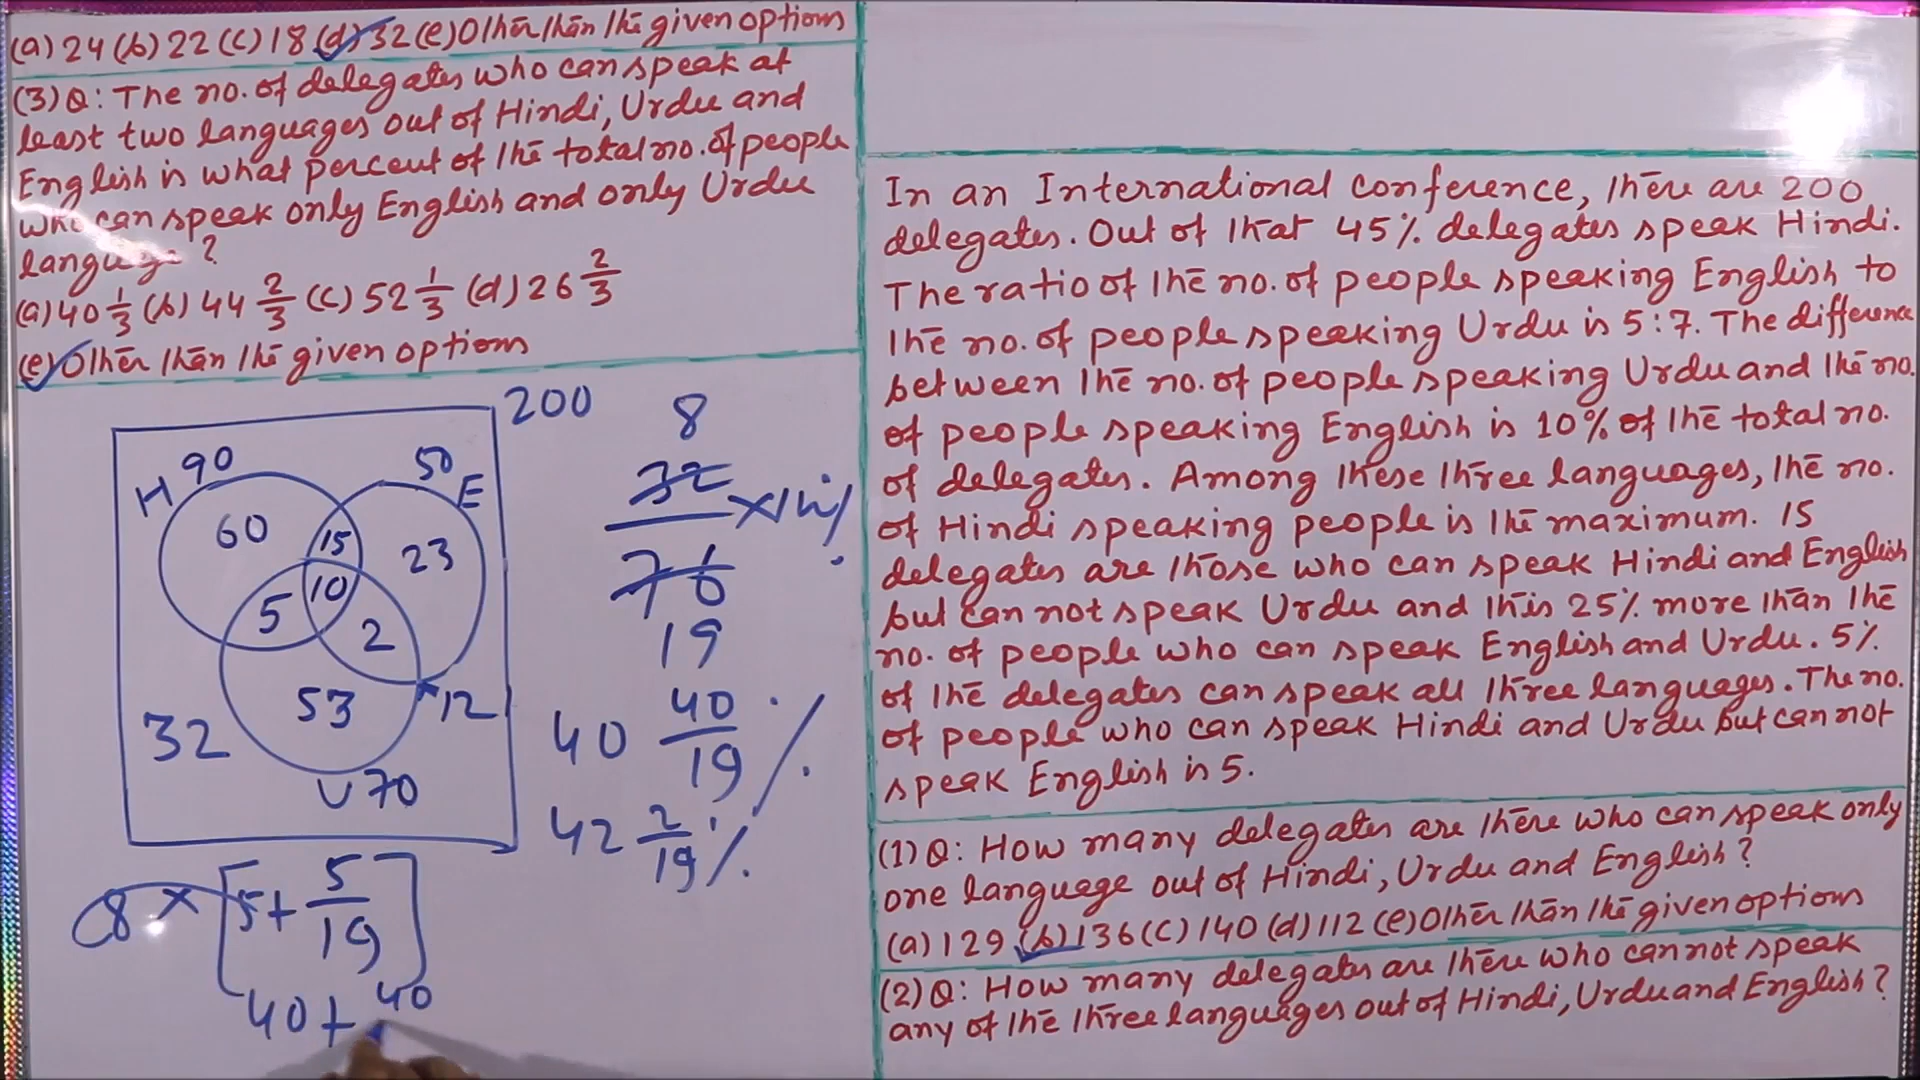 (a) 24 (b) 22 (c) 18 (d) 32 (e) Other than the given options
(3) Q: The no. of delegates who can speak at
least two languages out of Hindi, Urdu and
English is what percent of the total no. of people
who can speak only English and only Urdu
language?
(a) 40 1/3 (b) 44 2/3 (c) 52 1/3 (d) 26 2/3
(e) Other than the given options
200
H 90
50 E
60 15 23
10
5 2
53 12
32
U 70
8
32
76
19
40 40/19 %
42 2/19 %
8 × [5 + 5/19]
40 + 40
In an International conference, there are 200
delegates. Out of that 45% delegates speak Hindi.
The ratio of the no. of people speaking English to
the no. of people speaking Urdu is 5:7. The difference
between the no. of people speaking Urdu and the no.
of people speaking English is 10% of the total no.
of delegates. Among these three languages, the no.
of Hindi speaking people is the maximum. 15
delegates are those who can speak Hindi and English
but can not speak Urdu and this 25% more than the
no. of people who can speak English and Urdu. 5%
of the delegates can speak all three languages. The no.
of people who can speak Hindi and Urdu but can not
speak English is 5.
(1) Q: How many delegates are there who can speak only
one language out of Hindi, Urdu and English?
(a) 129 (b) 136 (c) 140 (d) 112 (e) Other than the given options
(2) Q: How many delegates are there who can not speak
any of the three languages out of Hindi, Urdu and English?